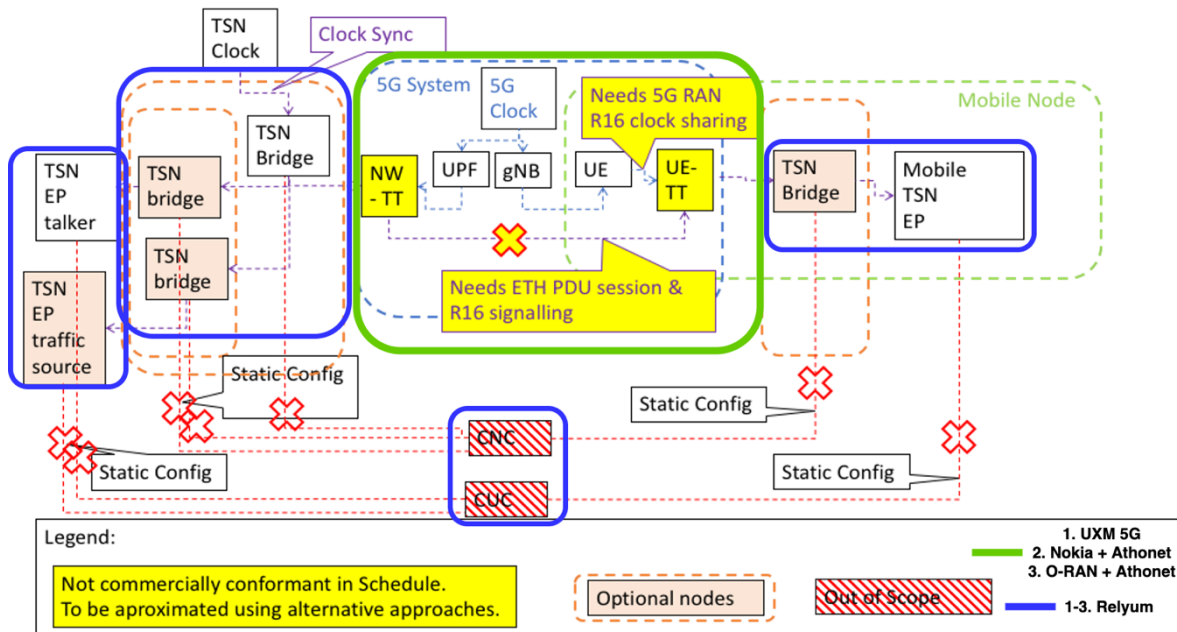 TSN
Clock
Clock Sync
5G System
5G
Clock
Needs 5G RAN
R16 clock sharing
Mobile Node
TSN
Bridge
TSN
EP
talker
TSN
bridge
NW
- TT
UPF
gNB
UE
UE-
TT
TSN
Bridge
Mobile
TSN
EP
TSN
bridge
TSN
EP
traffic
source
Needs ETH PDU session &
R16 signalling
Static Config
Static Config
CNC
Static Config
Static Config
CUC
Legend:
Not commercially conformant in Schedule.
To be aproximated using alternative approaches.
Optional nodes
Out of Scope
1. UXM 5G
2. Nokia + Athonet
3. O-RAN + Athonet
1-3. Relyum